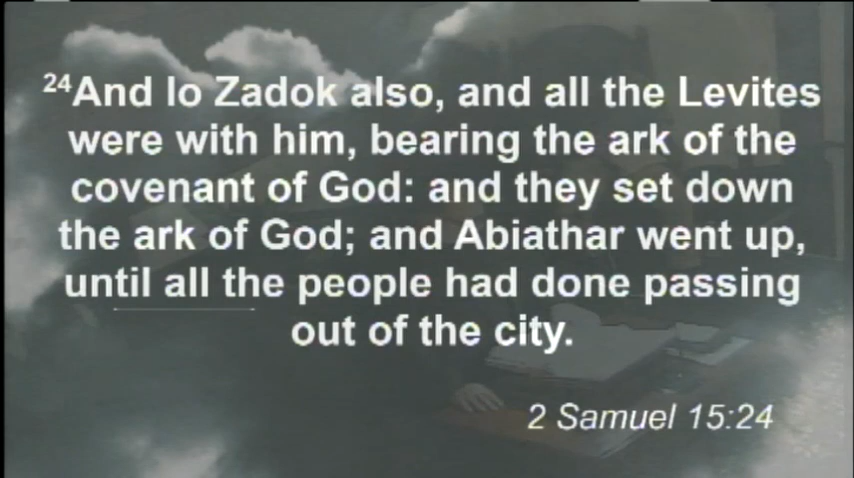 24And lo Zadok also, and all the Levites
were with him, bearing the ark of the
covenant of God: and they set down
the ark of God; and Abiathar went up,
until all the people had done passing
out of the city.
2 Samuel 15:24